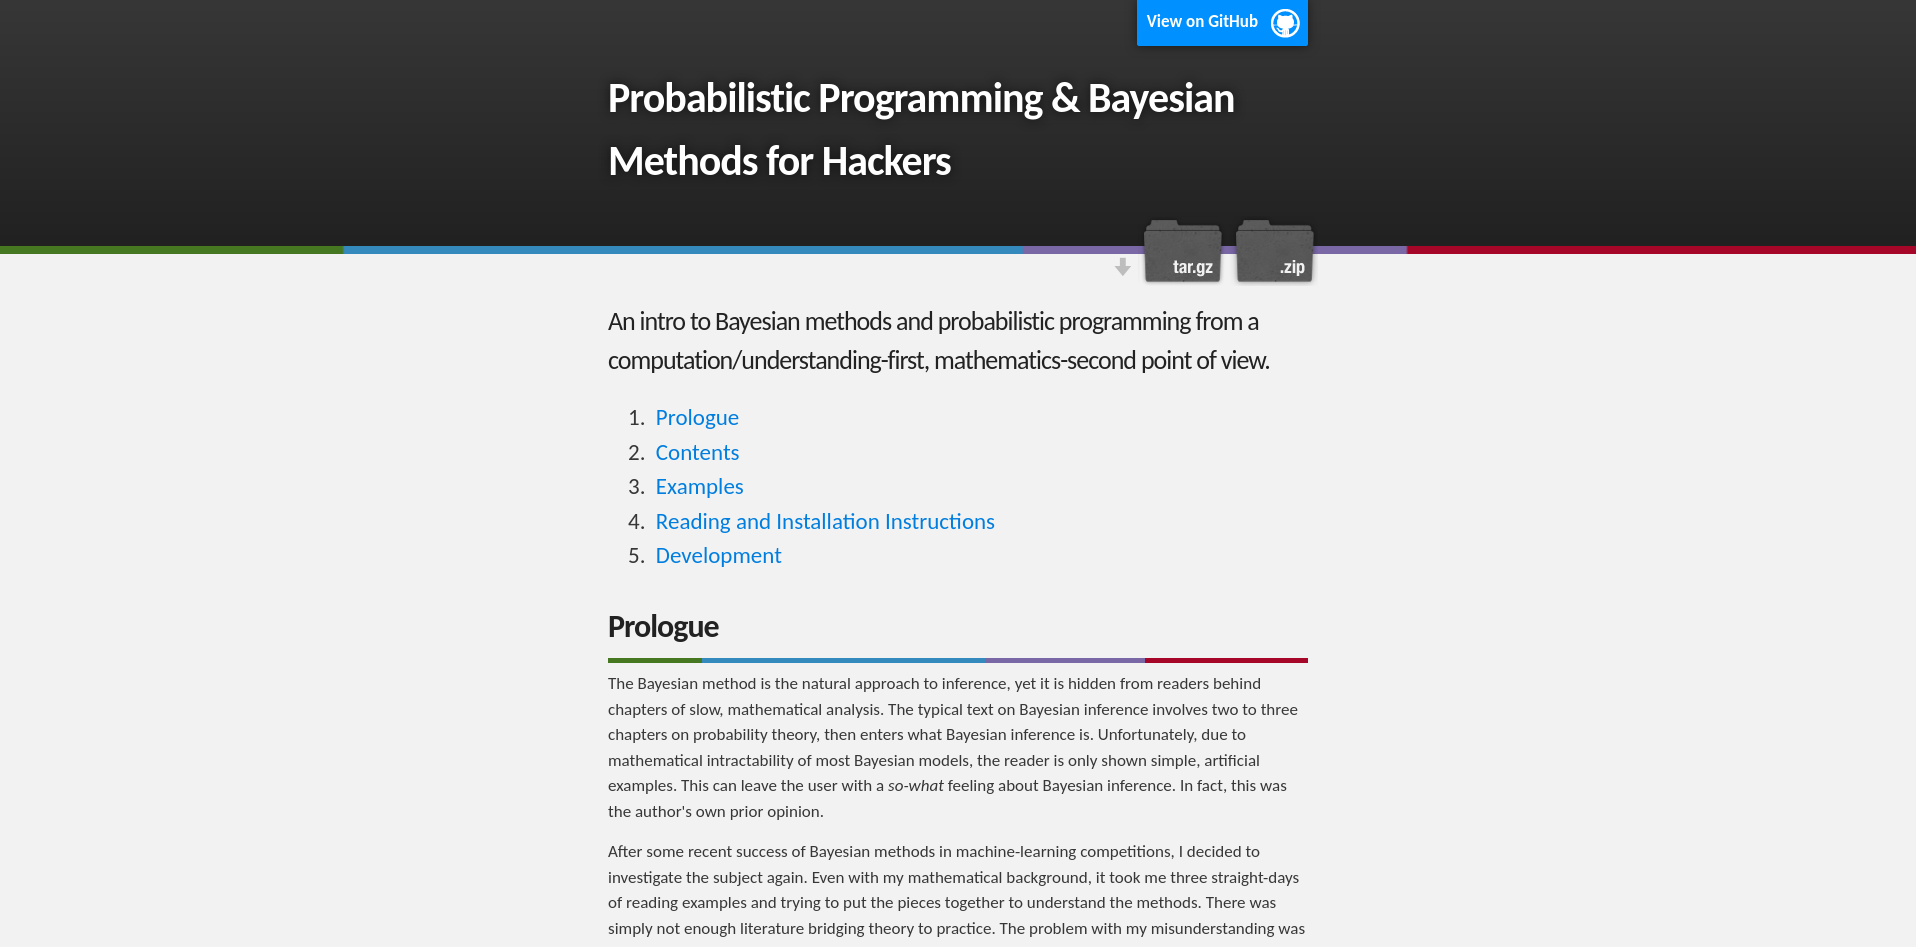 View on GitHub
Probabilistic Programming & Bayesian
Methods for Hackers
tar.gz
.zip
An intro to Bayesian methods and probabilistic programming from a
computation/understanding-first, mathematics-second point of view.
1. Prologue
2. Contents
3. Examples
4. Reading and Installation Instructions
5. Development
Prologue
The Bayesian method is the natural approach to inference, yet it is hidden from readers behind
chapters of slow, mathematical analysis. The typical text on Bayesian inference involves two to three
chapters on probability theory, then enters what Bayesian inference is. Unfortunately, due to
mathematical intractability of most Bayesian models, the reader is only shown simple, artificial
examples. This can leave the user with a so-what feeling about Bayesian inference. In fact, this was
the author's own prior opinion.
After some recent success of Bayesian methods in machine-learning competitions, I decided to
investigate the subject again. Even with my mathematical background, it took me three straight-days
of reading examples and trying to put the pieces together to understand the methods. There was
simply not enough literature bridging theory to practice. The problem with my misunderstanding was